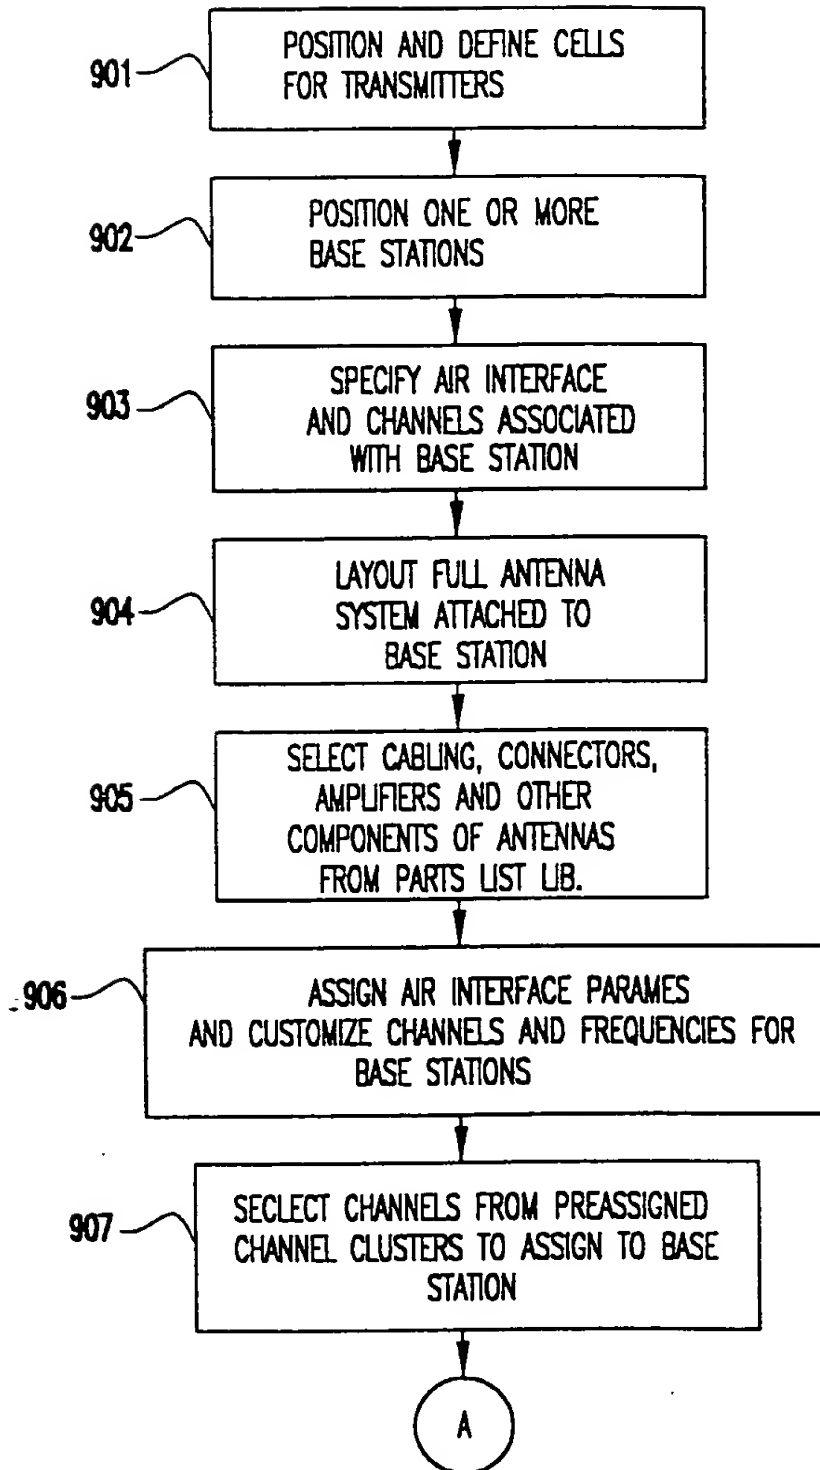 901
POSITION AND DEFINE CELLS
FOR TRANSMITTERS
902
POSITION ONE OR MORE
BASE STATIONS
903
SPECIFY AIR INTERFACE
AND CHANNELS ASSOCIATED
WITH BASE STATION
904
LAYOUT FULL ANTENNA
SYSTEM ATTACHED TO
BASE STATION
905
SELECT CABLING, CONNECTORS,
AMPLIFIERS AND OTHER
COMPONENTS OF ANTENNAS
FROM PARTS LIST LIB.
906
ASSIGN AIR INTERFACE PARAMES
AND CUSTOMIZE CHANNELS AND FREQUENCIES FOR
BASE STATIONS
907
SECLECT CHANNELS FROM PREASSIGNED
CHANNEL CLUSTERS TO ASSIGN TO BASE
STATION
A